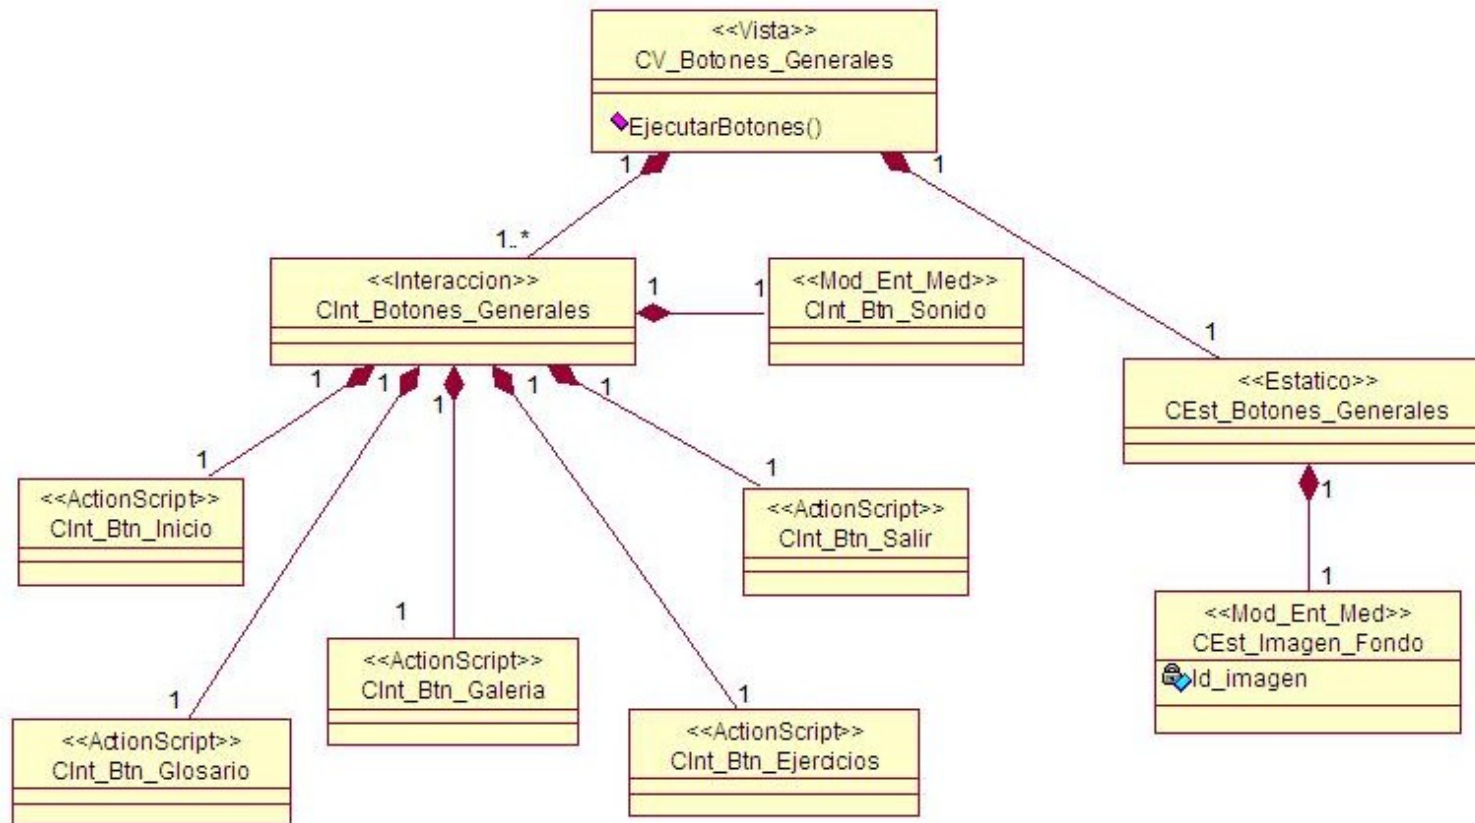 <<Vista>>
CV_Botones_Generales
EjecutarBotones()
1
1
1..*
1
<<Interaccion>>
CInt_Botones_Generales
1
1
<<Mod_Ent_Med>>
CInt_Btn_Sonido
<<Estatico>>
CEst_Botones_Generales
1
1
1
1
1
1
1
<<ActionScript>>
CInt_Btn_Inicio
1
<<ActionScript>>
CInt_Btn_Salir
1
1
<<Mod_Ent_Med>>
CEst_Imagen_Fondo
Id_imagen
1
<<ActionScript>>
CInt_Btn_Galeria
1
<<ActionScript>>
CInt_Btn_Glosario
1
<<ActionScript>>
CInt_Btn_Ejercicios